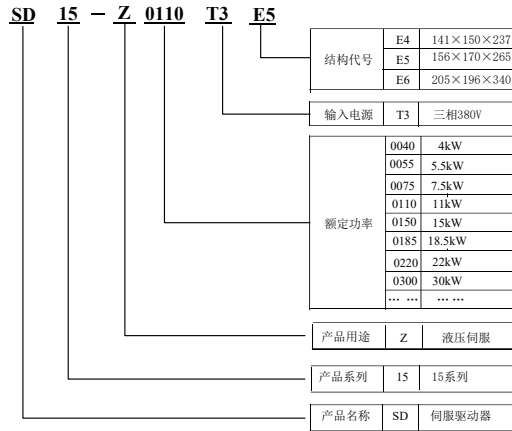 SD 15 - Z 0110 T3 E5
结构代号 E4 141×150×237
E5 156×170×265
E6 205×196×340
输入电源 T3 三相380V
额定功率 0040 4kW
0055 5.5kW
0075 7.5kW
0110 11kW
0150 15kW
0185 18.5kW
0220 22kW
0300 30kW
… … … …
产品用途 Z 液压伺服
产品系列 15 15系列
产品名称 SD 伺服驱动器